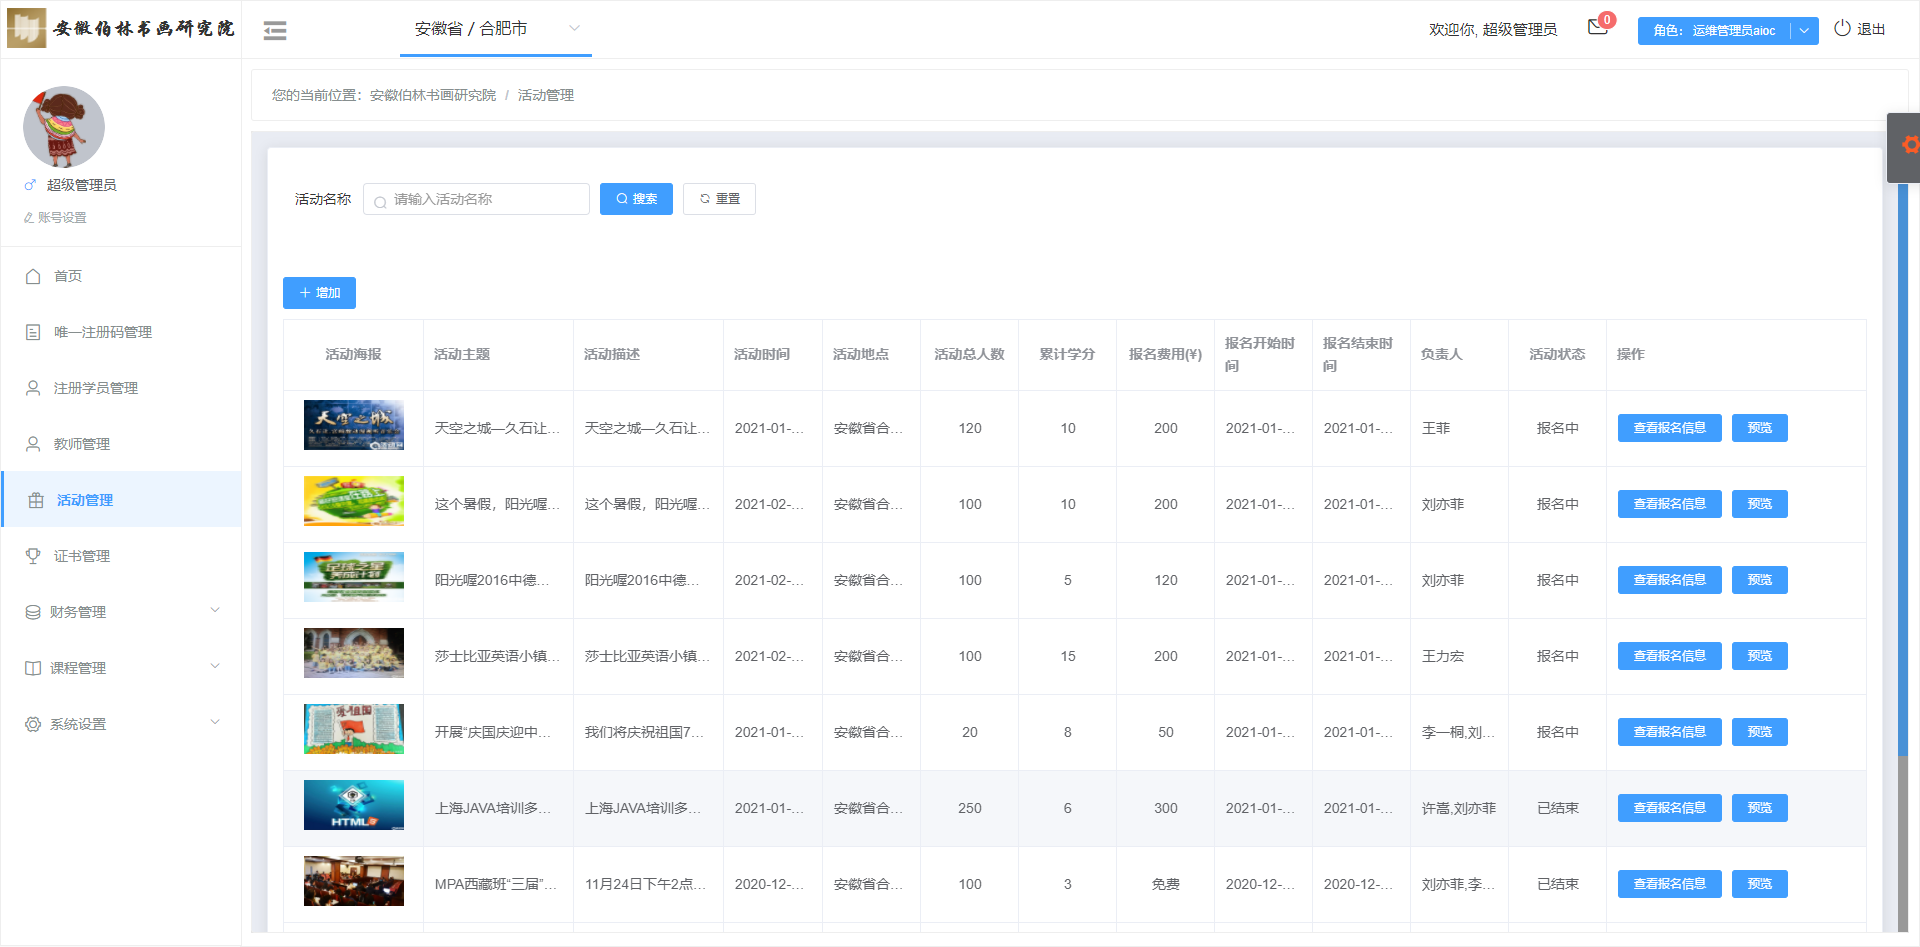 安徽伯林书画研究院
安徽省 / 合肥市
欢迎你, 超级管理员
0
角色： 运维管理员aioc
退出
您的当前位置： 安徽伯林书画研究院 / 活动管理
超级管理员
账号设置
首页
唯一注册码管理
注册学员管理
教师管理
活动管理
证书管理
财务管理
课程管理
系统设置
活动名称 请输入活动名称 搜索 重置
增加
活动海报 活动主题 活动描述 活动时间 活动地点 活动总人数 累计学分 报名费用(¥) 报名开始时间 报名结束时间 负责人 活动状态 操作
天空之城 天空之城—久石让... 天空之城—久石让... 2021-01-... 安徽省合... 120 10 200 2021-01-... 2021-01-... 王菲 报名中 查看报名信息 预览
这个暑假，阳光喔... 这个暑假，阳光喔... 2021-02-... 安徽省合... 100 10 200 2021-01-... 2021-01-... 刘亦菲 报名中 查看报名信息 预览
足球之星 阳光喔2016中德... 阳光喔2016中德... 2021-02-... 安徽省合... 100 5 120 2021-01-... 2021-01-... 刘亦菲 报名中 查看报名信息 预览
莎士比亚英语小镇... 莎士比亚英语小镇... 2021-02-... 安徽省合... 100 15 200 2021-01-... 2021-01-... 王力宏 报名中 查看报名信息 预览
开展“庆国庆迎中... 我们将庆祝祖国7... 2021-01-... 安徽省合... 20 8 50 2021-01-... 2021-01-... 李一桐,刘... 报名中 查看报名信息 预览
HTML5 上海JAVA培训多... 上海JAVA培训多... 2021-01-... 安徽省合... 250 6 300 2021-01-... 2021-01-... 许嵩,刘亦菲 已结束 查看报名信息 预览
MPA西藏班“三届”... 11月24日下午2点... 2020-12-... 安徽省合... 100 3 免费 2020-12-... 2020-12-... 刘亦菲,李... 已结束 查看报名信息 预览